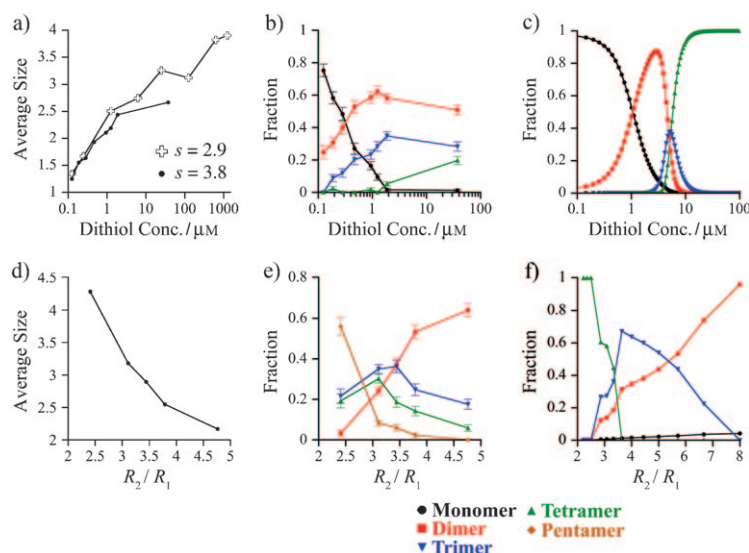 a)
Average Size
4
3.5
3
2.5
2
1.5
1
0.1 1 10 100 1000
Dithiol Conc./μM
s = 2.9
s = 3.8
b)
Fraction
1
0.8
0.6
0.4
0.2
0
0.1 1 10 100
Dithiol Conc./μM
c)
Fraction
1
0.8
0.6
0.4
0.2
0
0.1 1 10 100
Dithiol Conc./μM
d)
Average Size
4.5
4
3.5
3
2.5
2
2 2.5 3 3.5 4 4.5 5
R2/R1
e)
Fraction
0.8
0.6
0.4
0.2
0
2 2.5 3 3.5 4 4.5 5
R2/R1
f)
Fraction
1
0.8
0.6
0.4
0.2
0
2 3 4 5 6 7 8
R2/R1
Monomer
Dimer
Trimer
Tetramer
Pentamer